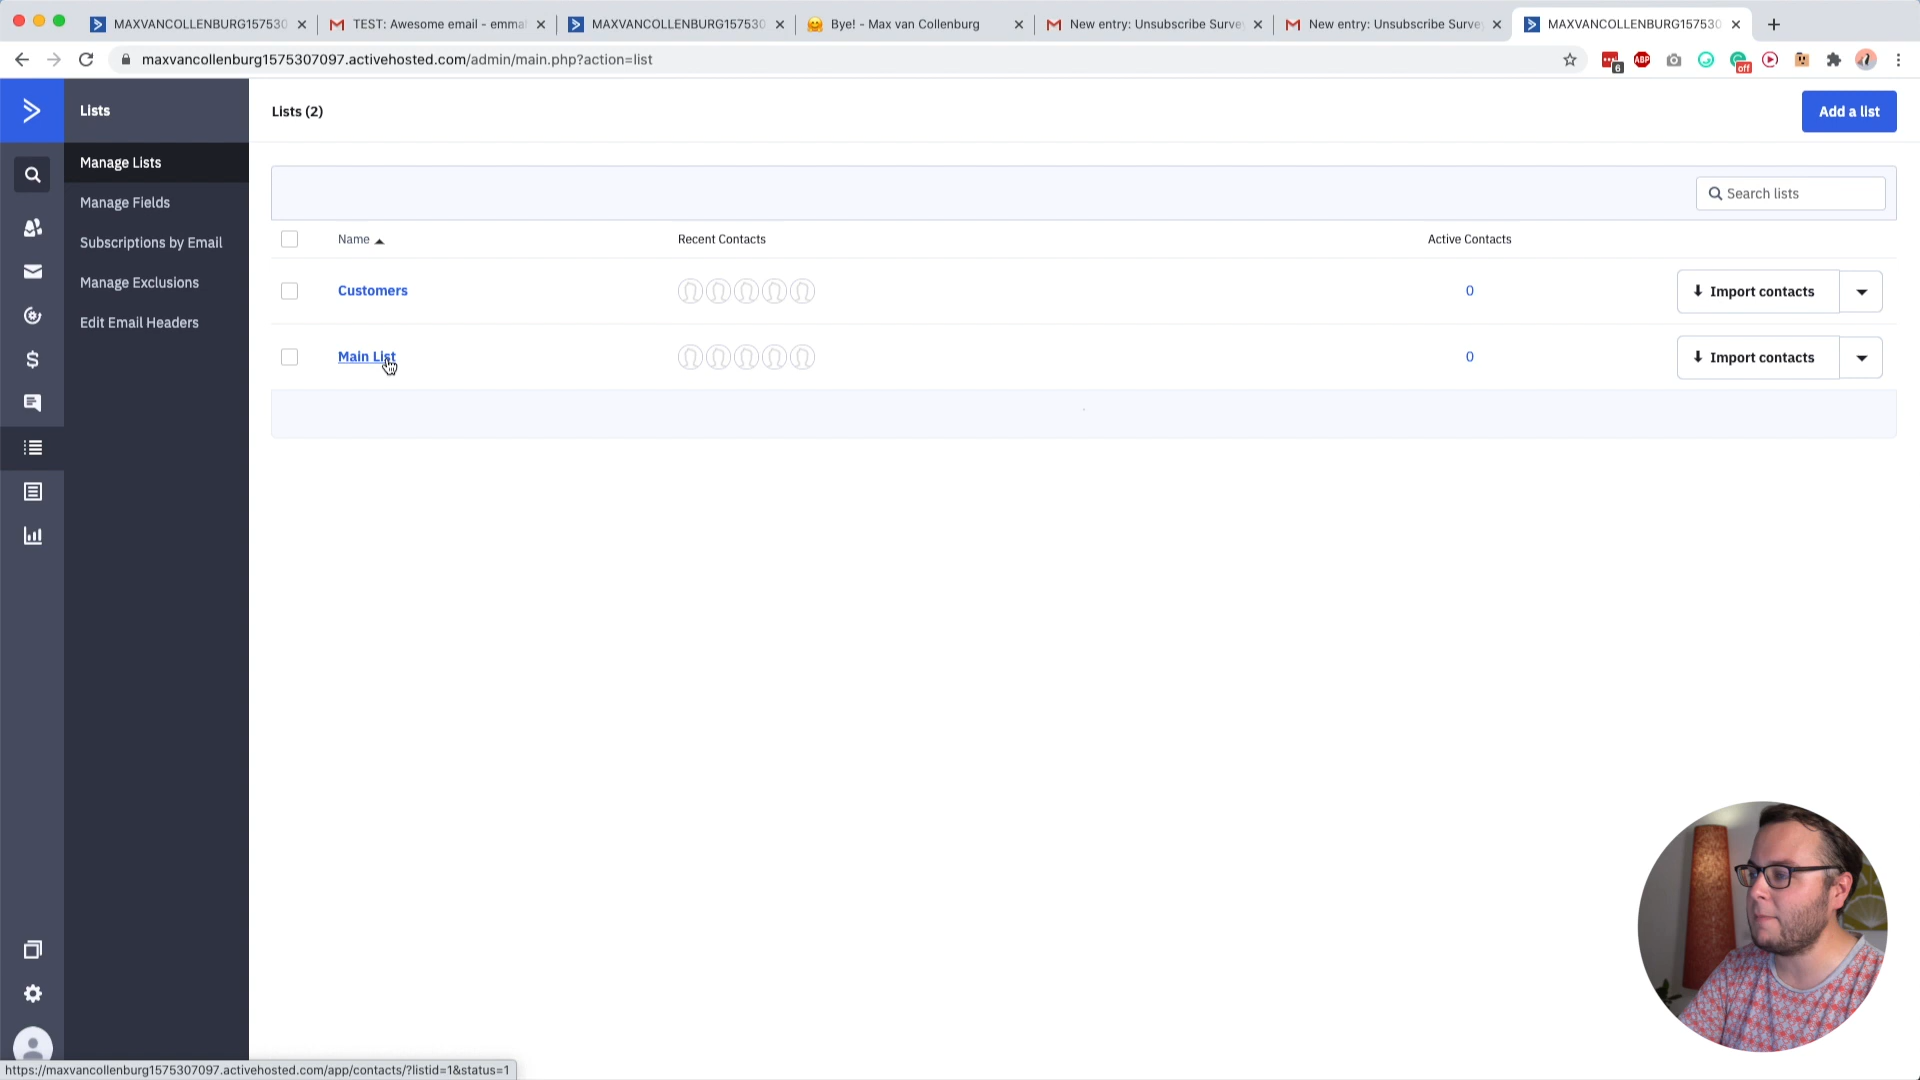 MAXVANCOLLENBURG157530
TEST: Awesome email - emma
MAXVANCOLLENBURG157530
Bye! - Max van Collenburg
New entry: Unsubscribe Surve
New entry: Unsubscribe Surve
MAXVANCOLLENBURG157530
maxvancollenburg1575307097.activehosted.com/admin/main.php?action=list
6
ABP
off
Lists
Lists (2)
Add a list
Manage Lists
Manage Fields
Subscriptions by Email
Manage Exclusions
Edit Email Headers
Search lists
Name
Recent Contacts
Active Contacts
Customers
0
Import contacts
Main List
0
Import contacts
https://maxvancollenburg1575307097.activehosted.com/app/contacts/?listid=1&status=1